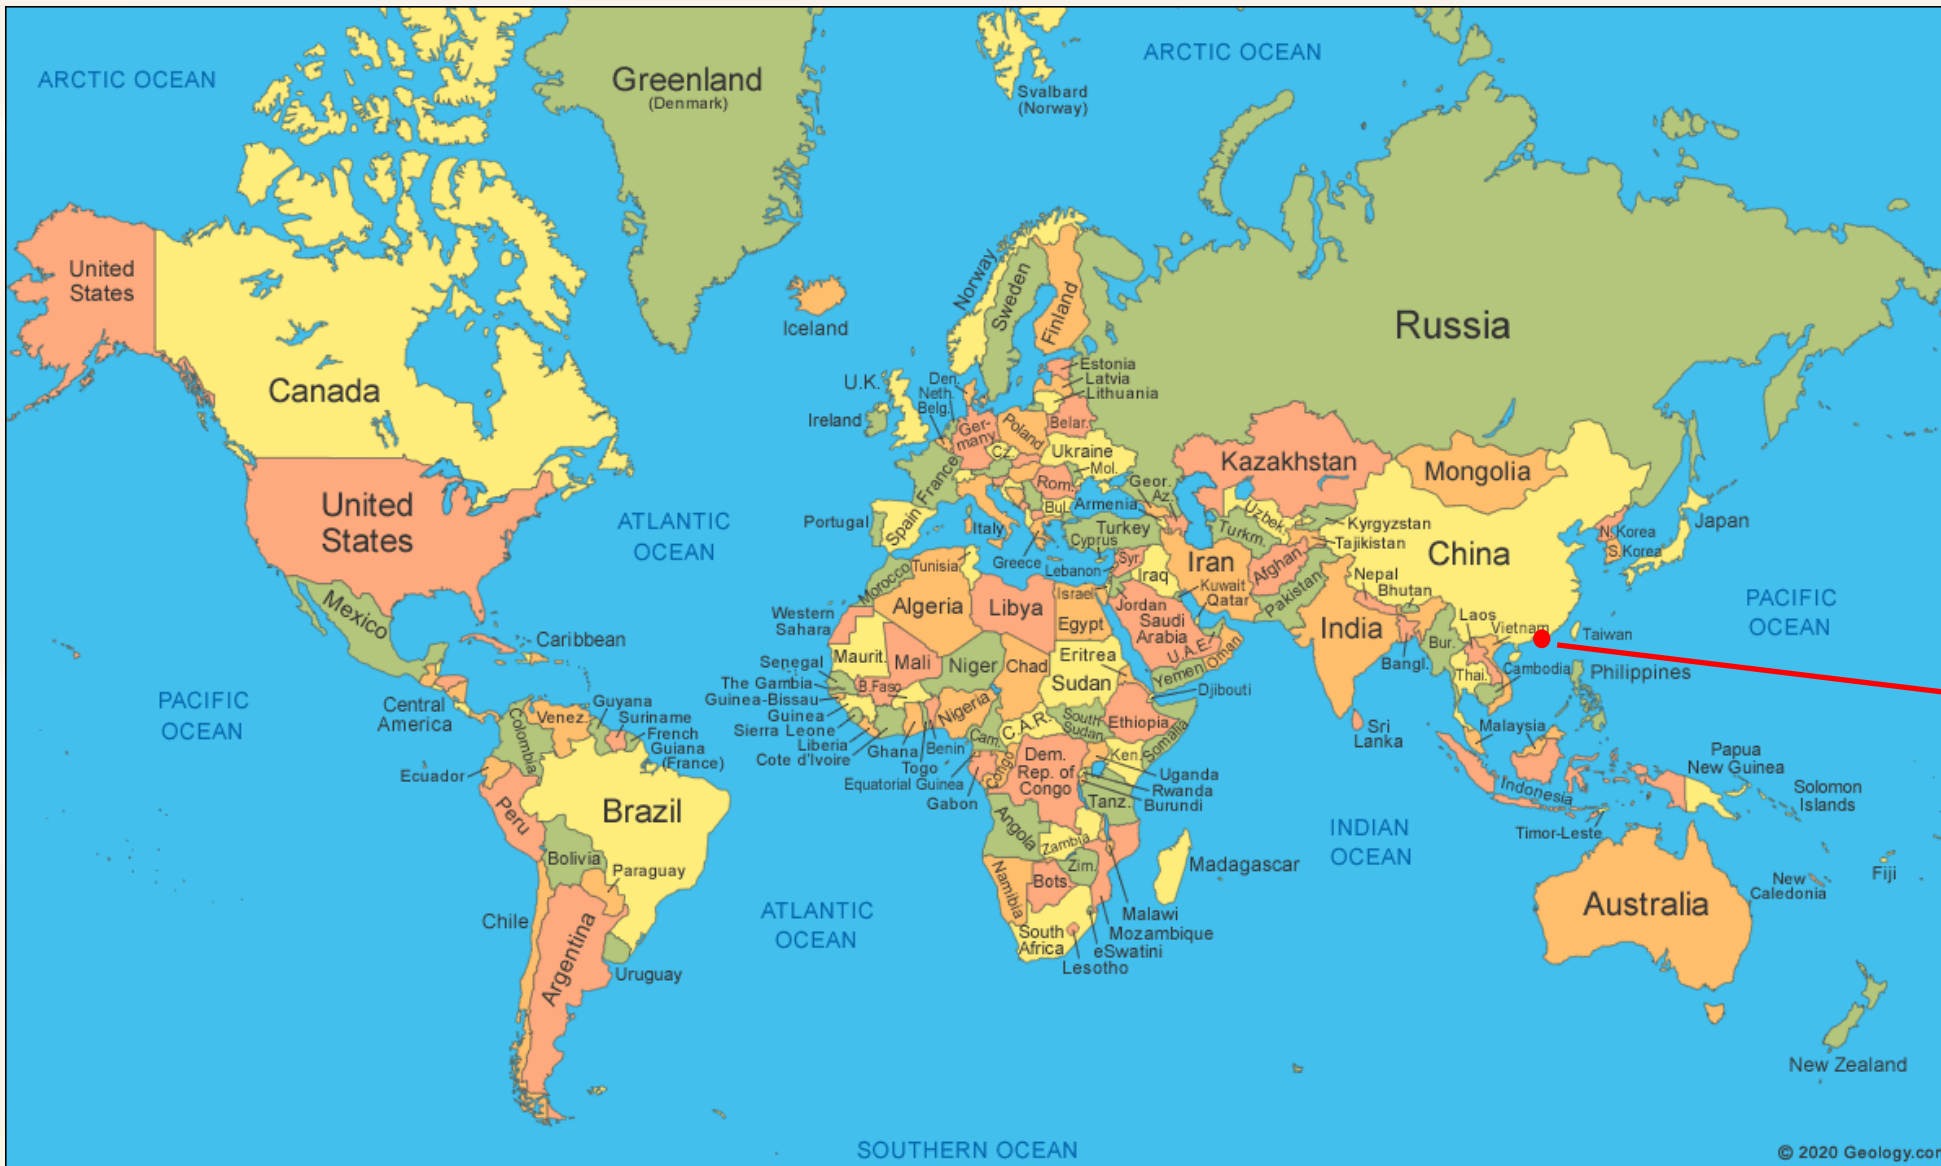 ARCTIC OCEAN
Greenland
(Denmark)
ARCTIC OCEAN
Svalbard
(Norway)
United
States
Canada
Iceland
Norway
Sweden
Finland
Russia
Estonia
Latvia
Lithuania
U.K.
Ireland
Den.
Neth.
Belg.
Ger-
many
Poland
Belar.
Cz.
Ukraine
Mol.
France
Rom.
Bul.
Kazakhstan
Mongolia
United
States
ATLANTIC
OCEAN
Portugal
Spain
Italy
Greece
Geor.
Az.
Armenia
Turkey
Cyprus
Lebanon
Syr.
Israel
Iraq
Iran
Kuwait
Qatar
Jordan
Saudi
Arabia
U.A.E.
Oman
Yemen
Uzbek.
Turkm.
Kyrgyzstan
Tajikistan
Afghan.
Pakistan
China
N.Korea
S.Korea
Japan
Nepal
Bhutan
India
Bangl.
Bur.
Laos
Vietnam
Thai.
Cambodia
Taiwan
Philippines
PACIFIC
OCEAN
Mexico
Caribbean
Central
America
PACIFIC
OCEAN
Morocco
Tunisia
Western
Sahara
Algeria
Libya
Egypt
Maurit.
Mali
Niger
Chad
Eritrea
Sudan
Djibouti
Senegal
The Gambia
Guinea-Bissau
Guinea
Sierra Leone
Liberia
Cote d'Ivoire
B.Faso
Ghana
Togo
Benin
Nigeria
Cam.
C.A.R.
South
Sudan
Ethiopia
Somalia
Equatorial Guinea
Gabon
Congo
Dem.
Rep. of
Congo
Ken.
Uganda
Rwanda
Burundi
Tanz.
Sri
Lanka
Malaysia
Indonesia
Papua
New Guinea
Solomon
Islands
Timor-Leste
Guyana
Suriname
French
Guiana
(France)
Venez.
Colombia
Ecuador
Peru
Brazil
Bolivia
Paraguay
Chile
Argentina
Uruguay
ATLANTIC
OCEAN
Angola
Zambia
Zim.
Namibia
Bots.
South
Africa
Malawi
Mozambique
eSwatini
Lesotho
Madagascar
INDIAN
OCEAN
Australia
New
Caledonia
Fiji
New Zealand
SOUTHERN OCEAN
© 2020 Geology.com